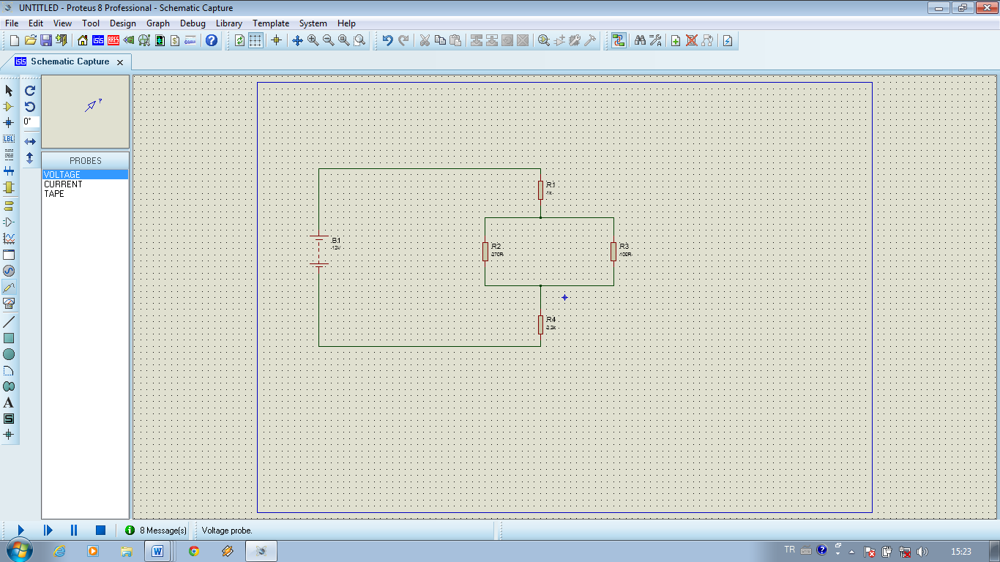 UNTITLED - Proteus 8 Professional - Schematic Capture
File Edit View Tool Design Graph Debug Library Template System Help
Schematic Capture
0°
LBL
PROBES
VOLTAGE
CURRENT
TAPE
A
S
?
R1
B1
12V
R2
270R
R3
R4
2.2k
8 Message(s)
Voltage probe.
W
TR
15:23